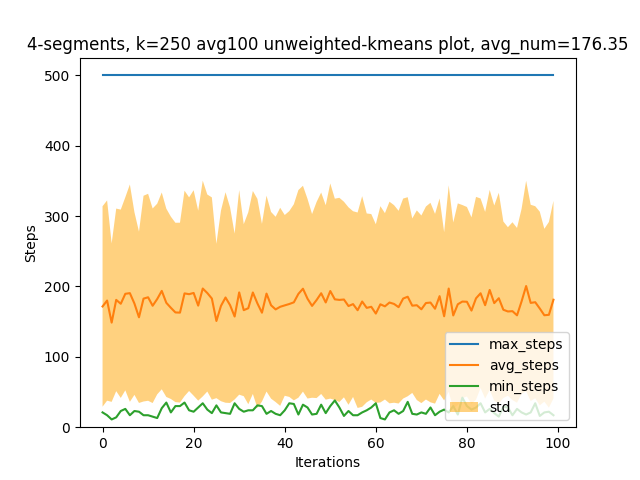 4-segments, k=250 avg100 unweighted-kmeans plot, avg_num=176.35
500
400
300
200
100
0
Steps
max_steps
avg_steps
min_steps
std
0
20
40
60
80
100
Iterations